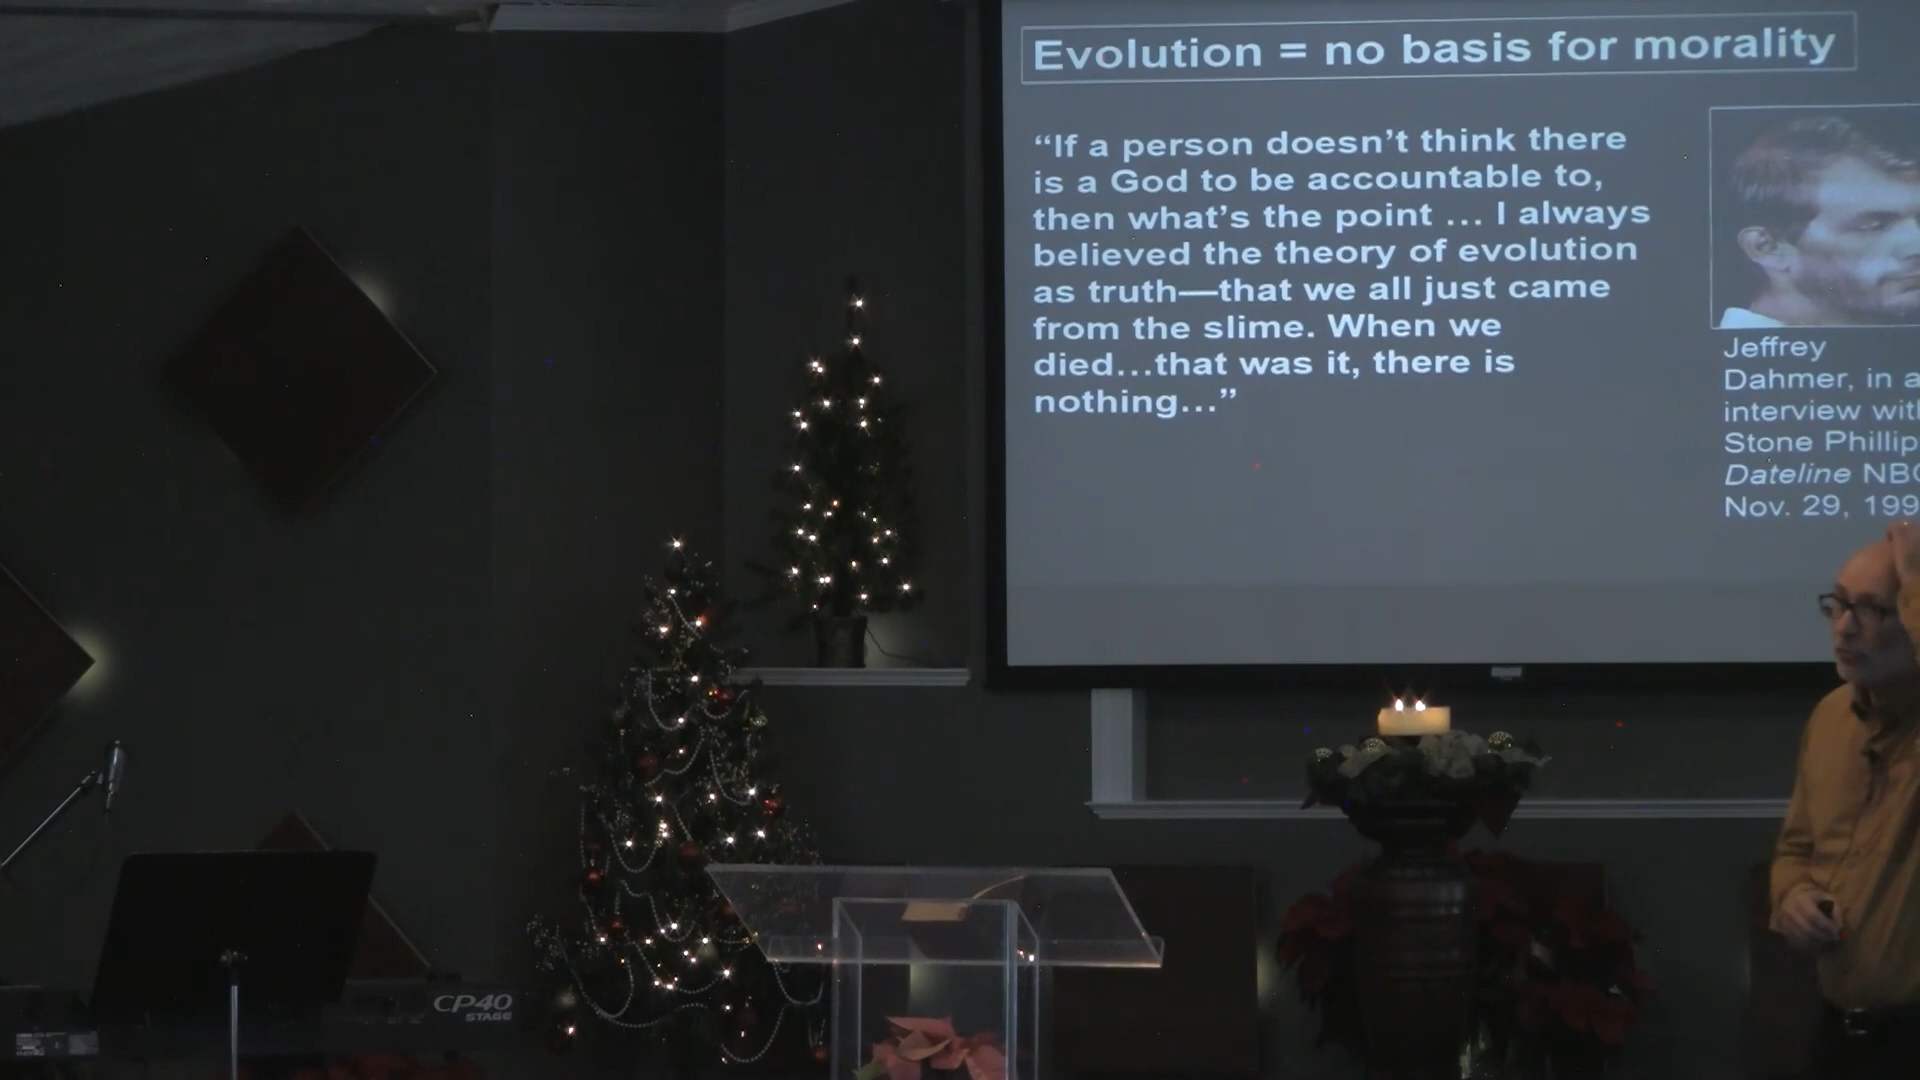 Evolution = no basis for morality
“If a person doesn’t think there
is a God to be accountable to,
then what’s the point … I always
believed the theory of evolution
as truth—that we all just came
from the slime. When we
died…that was it, there is
nothing…”
Jeffrey
Dahmer, in a
interview with
Stone Phillip
Dateline NBC
Nov. 29, 199
CP40
STAGE